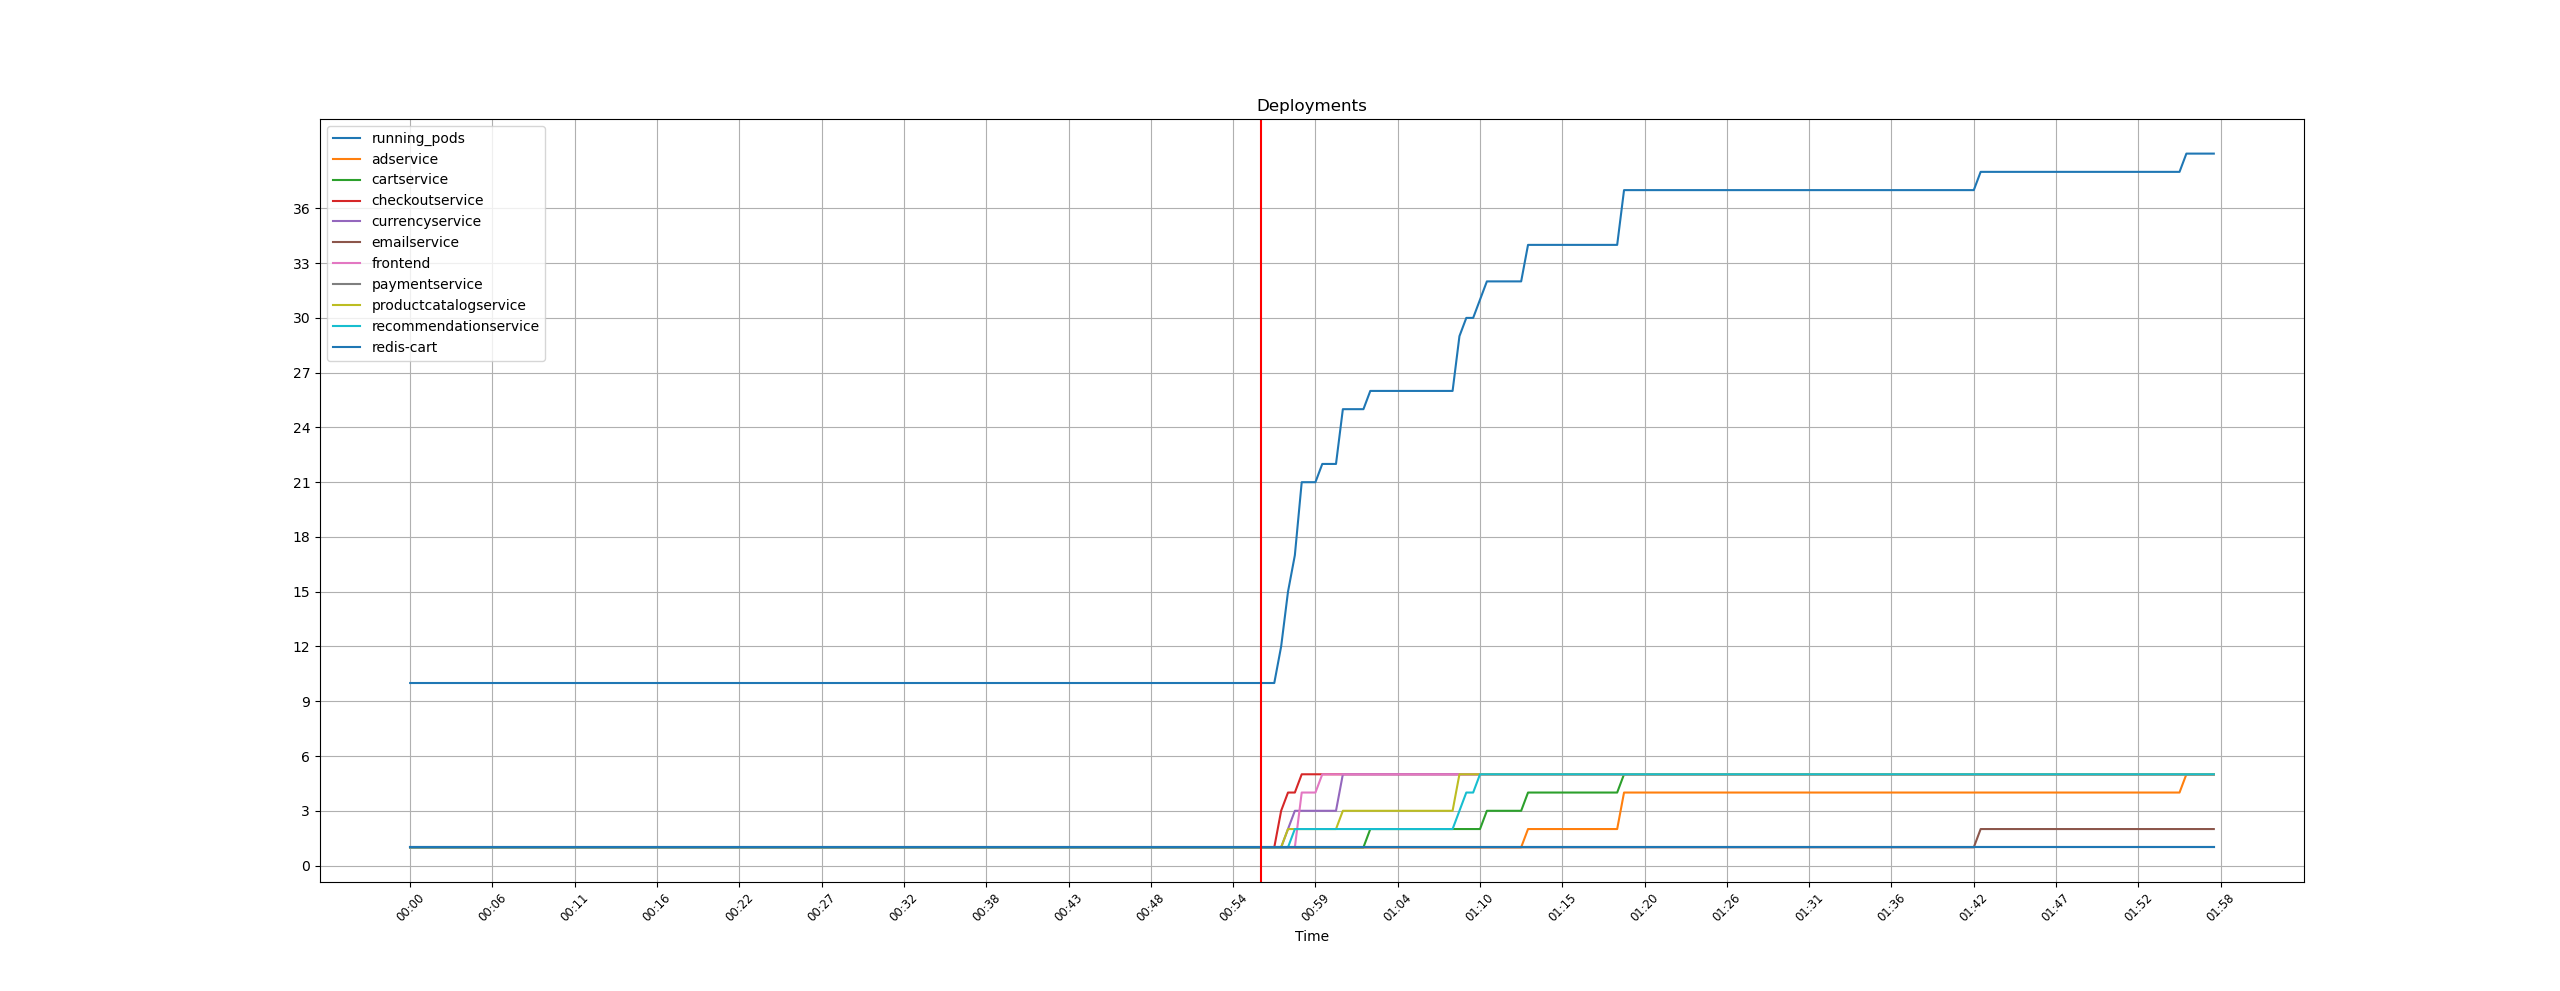 Deployments
running_pods
adservice
cartservice
checkoutservice
currencyservice
emailservice
frontend
paymentservice
productcatalogservice
recommendationservice
redis-cart
36
33
30
27
24
21
18
15
12
9
6
3
0
00:00 00:06 00:11 00:16 00:22 00:27 00:32 00:38 00:43 00:48 00:54 00:59 01:04 01:10 01:15 01:20 01:26 01:31 01:36 01:42 01:47 01:52 01:58
Time